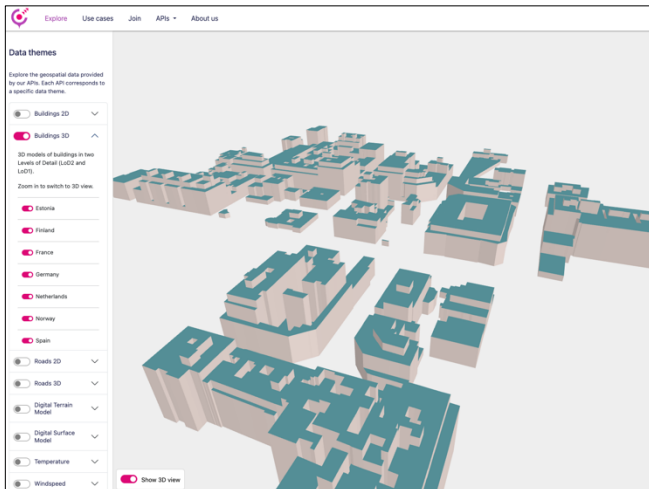 Explore Use cases Join APIs About us
Data themes
Explore the geospatial data provided
by our APIs. Each API corresponds to
a specific data theme.
Buildings 2D
Buildings 3D
3D models of buildings in two
Levels of Detail (LoD2 and
LoD1).
Zoom in to switch to 3D view.
Estonia
Finland
France
Germany
Netherlands
Norway
Spain
Roads 2D
Roads 3D
Digital Terrain
Model
Digital Surface
Model
Temperature
Windspeed
Show 3D view